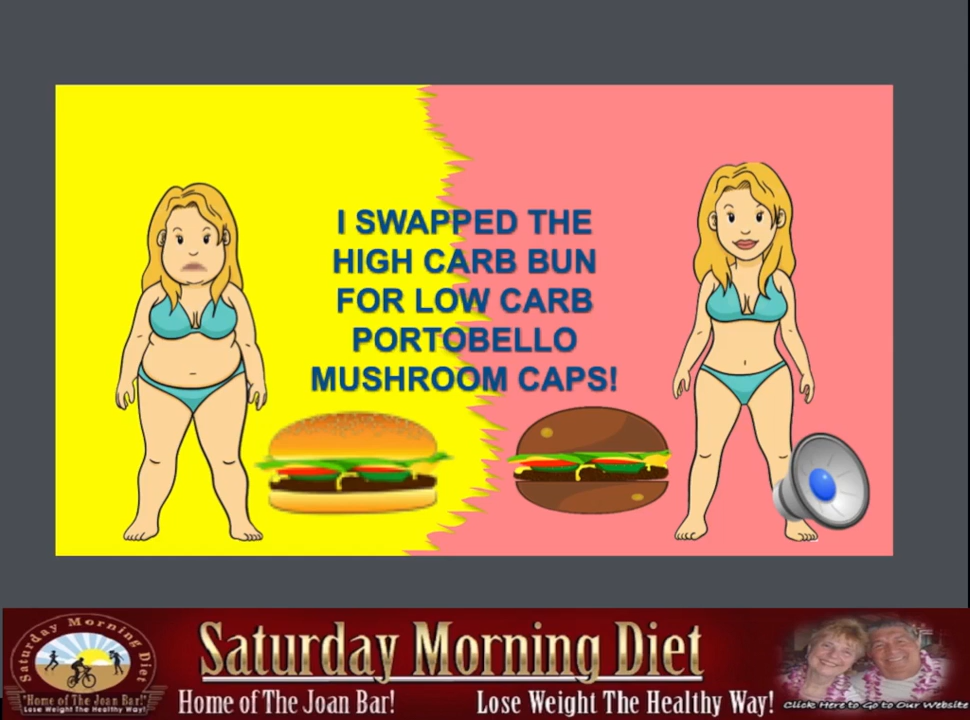 I SWAPPED THE
HIGH CARB BUN
FOR LOW CARB
PORTOBELLO
MUSHROOM CAPS!
Saturday Morning Diet
"Home of The Joan Bar!"
Lose Weight The Healthy Way!
Saturday Morning Diet
Home of The Joan Bar! Lose Weight The Healthy Way!
Click Here to Go to Our Website